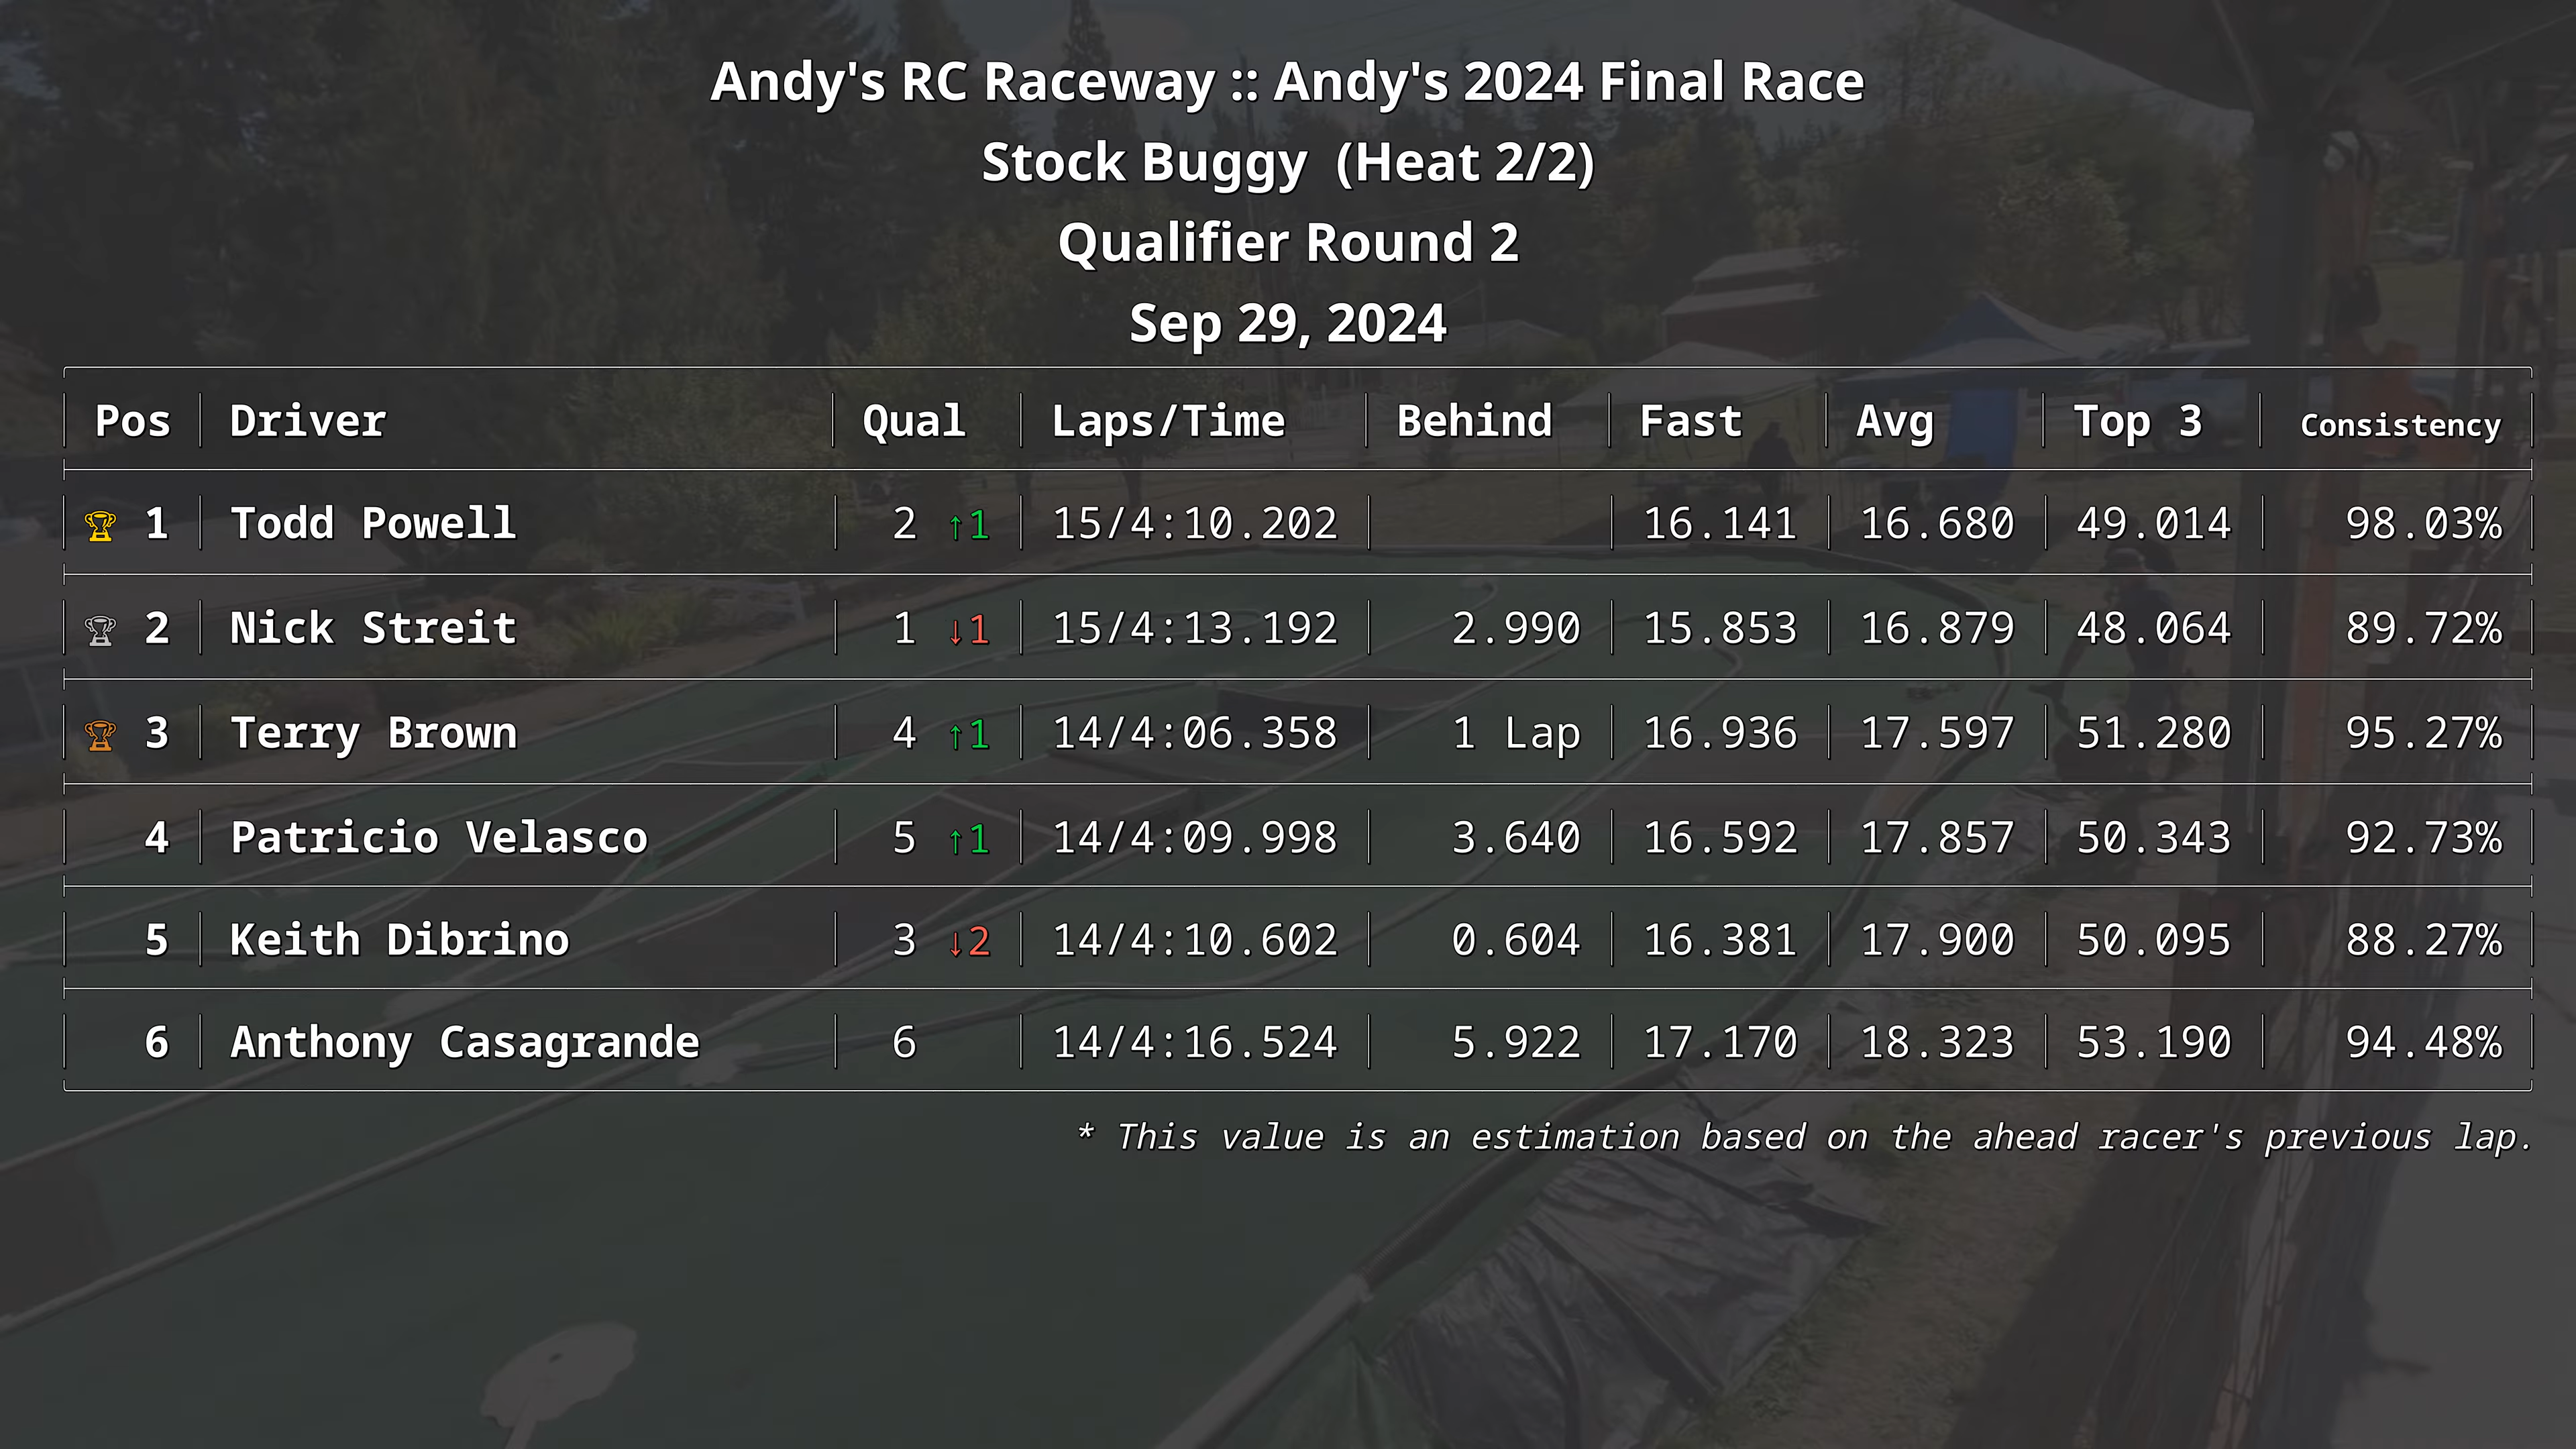 Andy's RC Raceway :: Andy's 2024 Final Race
Stock Buggy (Heat 2/2)
Qualifier Round 2
Sep 29, 2024
Pos Driver Qual Laps/Time Behind Fast Avg Top 3 Consistency
1 Todd Powell 2 ↑1 15/4:10.202 16.141 16.680 49.014 98.03%
2 Nick Streit 1 ↓1 15/4:13.192 2.990 15.853 16.879 48.064 89.72%
3 Terry Brown 4 ↑1 14/4:06.358 1 Lap 16.936 17.597 51.280 95.27%
4 Patricio Velasco 5 ↑1 14/4:09.998 3.640 16.592 17.857 50.343 92.73%
5 Keith Dibrino 3 ↓2 14/4:10.602 0.604 16.381 17.900 50.095 88.27%
6 Anthony Casagrande 6 14/4:16.524 5.922 17.170 18.323 53.190 94.48%
* This value is an estimation based on the ahead racer's previous lap.